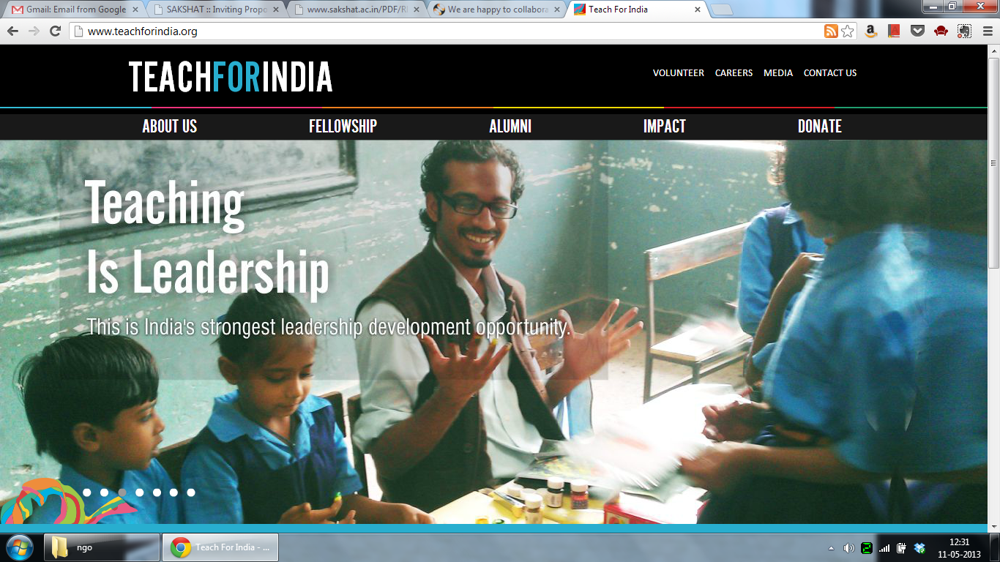 Gmail: Email from Google
SAKSHAT :: Inviting Propo
www.sakshat.ac.in/PDF/RI
We are happy to collabora
Teach For India
www.teachforindia.org
TEACHFORINDIA
VOLUNTEER CAREERS MEDIA CONTACT US
ABOUT US FELLOWSHIP ALUMNI IMPACT DONATE
Teaching
Is Leadership
This is India's strongest leadership development opportunity.
ngo
Teach For India - ...
2
12:31
11-05-2013